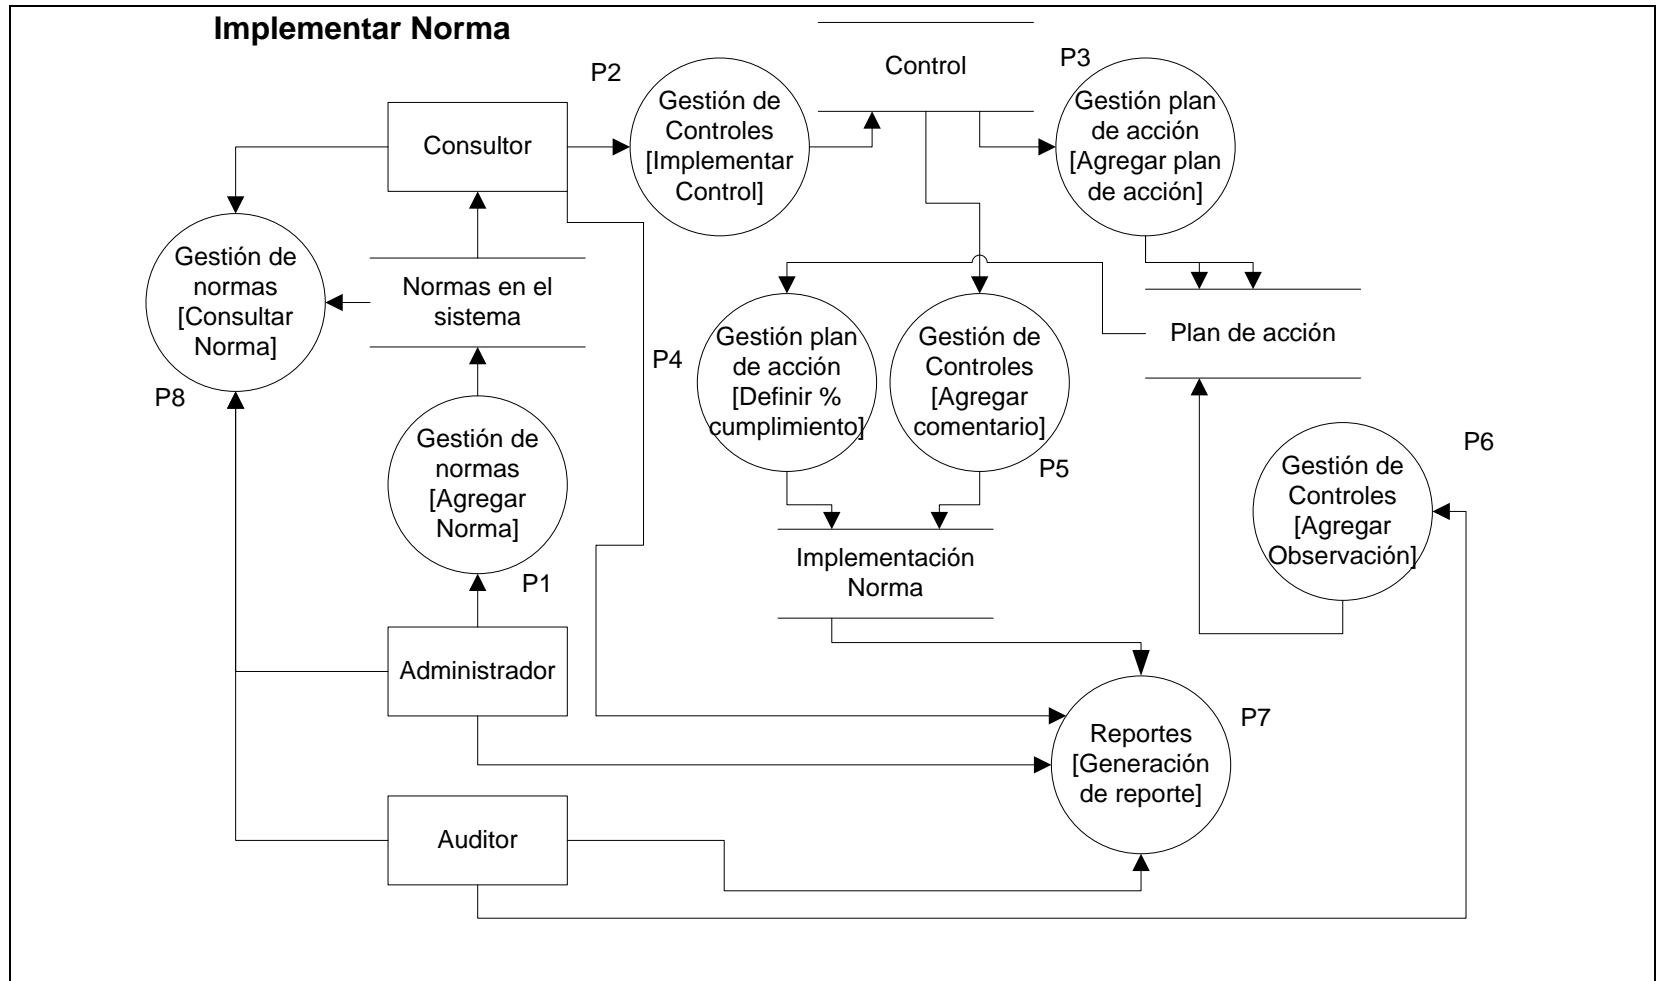 Implementar Norma
P2
Control
P3
Gestión de
Controles
[Implementar
Control]
Gestión plan
de acción
[Agregar plan
de acción]
Consultor
Gestión de
normas
[Consultar
Norma]
P8
Normas en el
sistema
P4
Gestión plan
de acción
[Definir %
cumplimiento]
Gestión de
Controles
[Agregar
comentario]
P5
Plan de acción
Gestión de
normas
[Agregar
Norma]
P1
P6
Gestión de
Controles
[Agregar
Observación]
Implementación
Norma
Administrador
P7
Reportes
[Generación
de reporte]
Auditor